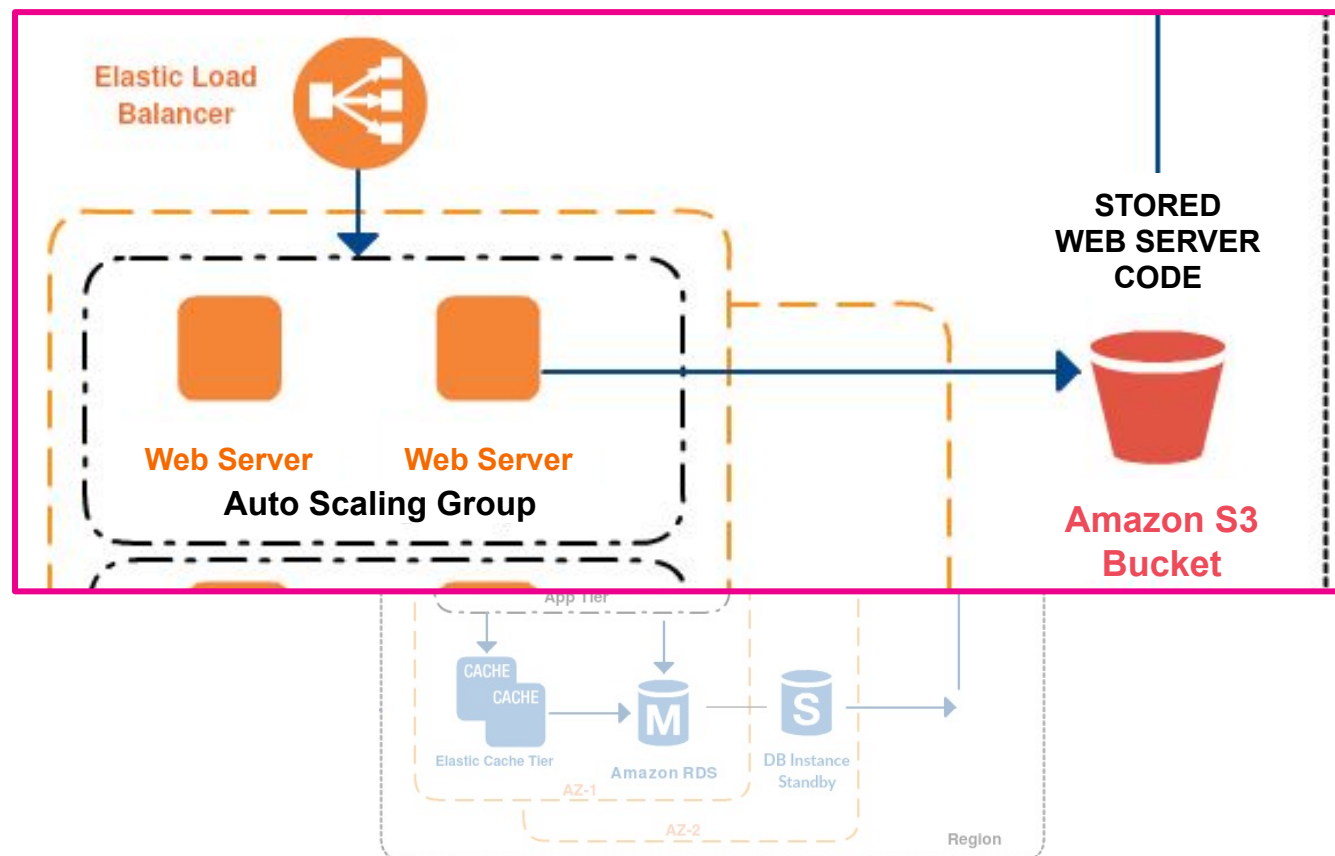 Elastic Load
Balancer
STORED
WEB SERVER
CODE
Web Server
Web Server
Auto Scaling Group
Amazon S3
Bucket
App Tier
CACHE
CACHE
M
S
Elastic Cache Tier
Amazon RDS
DB Instance
Standby
AZ-1
AZ-2
Region